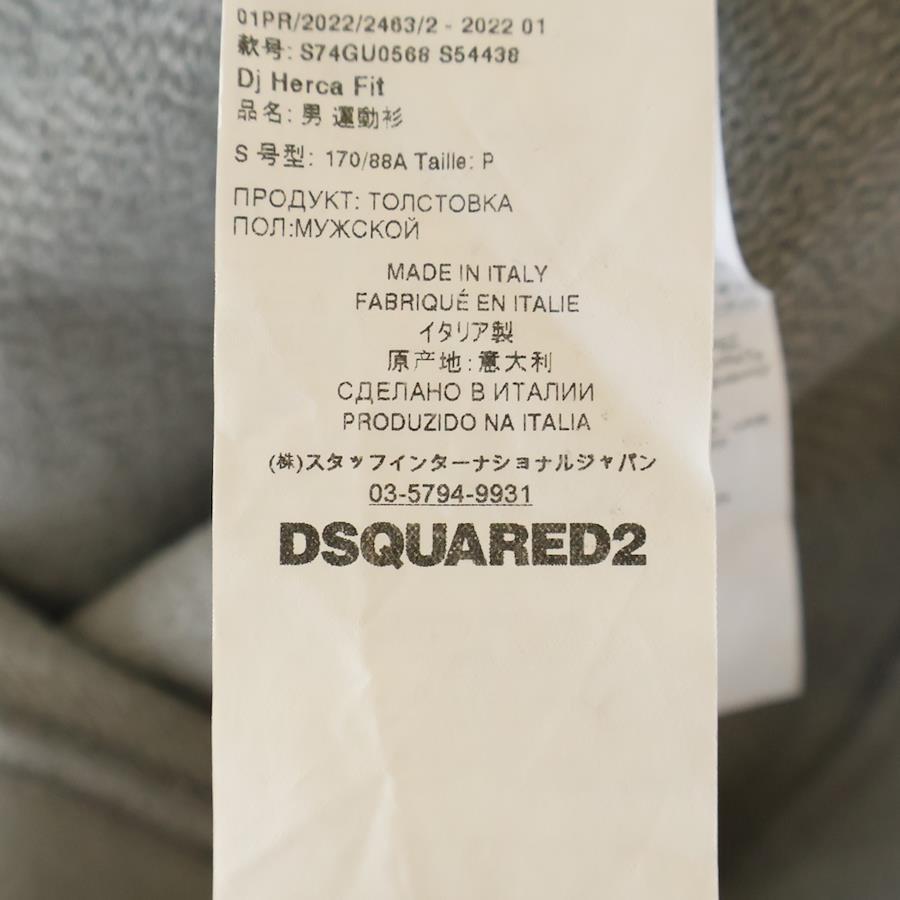 01PR/2022/2463/2 - 2022 01
款号: S74GU0568 S54438
Dj Herca Fit
品名: 男 運動衫
S 号型: 170/88A Taille: P
ПРОДУКТ: ТОЛСТОВКА
ПОЛ:МУЖСКОЙ
MADE IN ITALY
FABRIQUÉ EN ITALIE
イタリア製
原产地:意大利
СДЕЛАНО В ИТАЛИИ
PRODUZIDO NA ITALIA
(株)スタッフインターナショナルジャパン
03-5794-9931
DSQUARED2